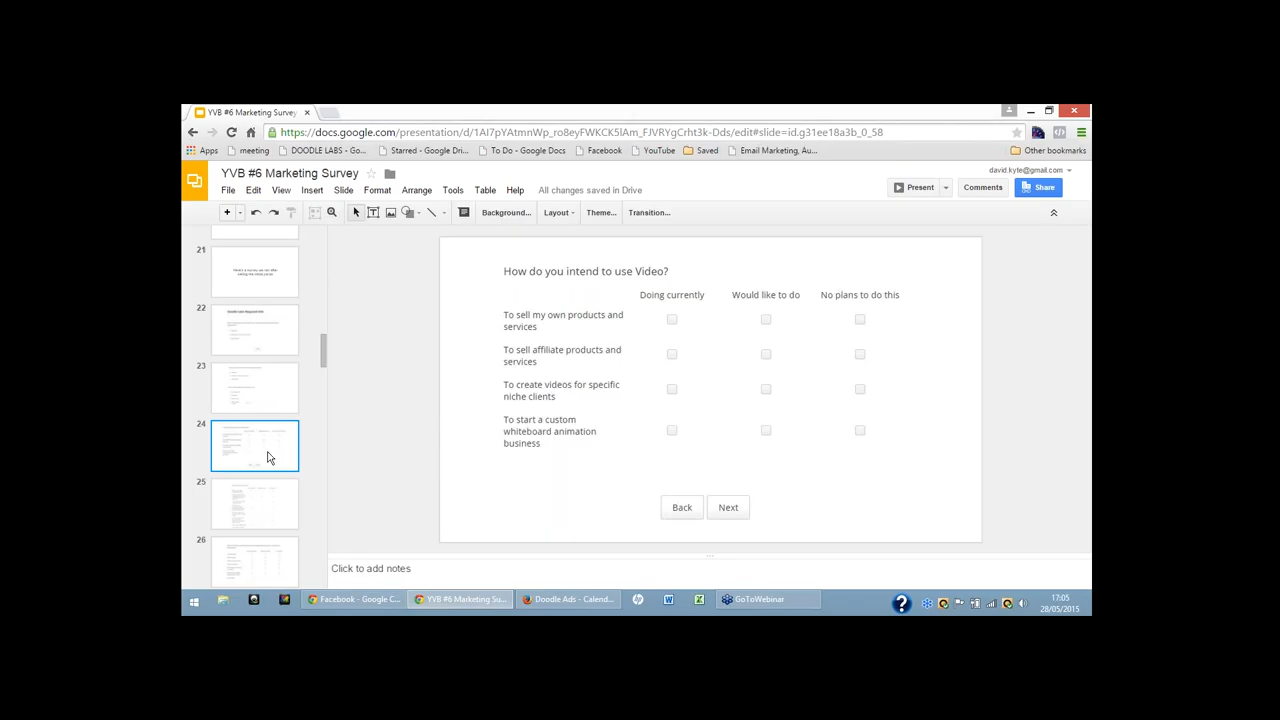 YVB #6 Marketing Survey
https://docs.google.com/presentation/d/1AI7pYAtmnWp_ro8eyFWKCK5lAm_FJVRYgCrht3k-Dds/edit#slide=id.g31ee18a3b_0_58
Apps meeting DOODLE LABS - Go... Starred - Google Dri... To Do - Google Docs Facebook YouTube Saved Email Marketing, Au... Other bookmarks
YVB #6 Marketing Survey
david.kyte@gmail.com
File Edit View Insert Slide Format Arrange Tools Table Help All changes saved in Drive
Present Comments Share
Background... Layout Theme... Transition...
21
22
23
24
25
26
How do you intend to use Video?
Doing currently Would like to do No plans to do this
To sell my own products and
services
To sell affiliate products and
services
To create videos for specific
niche clients
To start a custom
whiteboard animation
business
Back Next
Click to add notes
Facebook - Google C... YVB #6 Marketing Su... Doodle Ads - Calend... GoToWebinar
17:05
28/05/2015